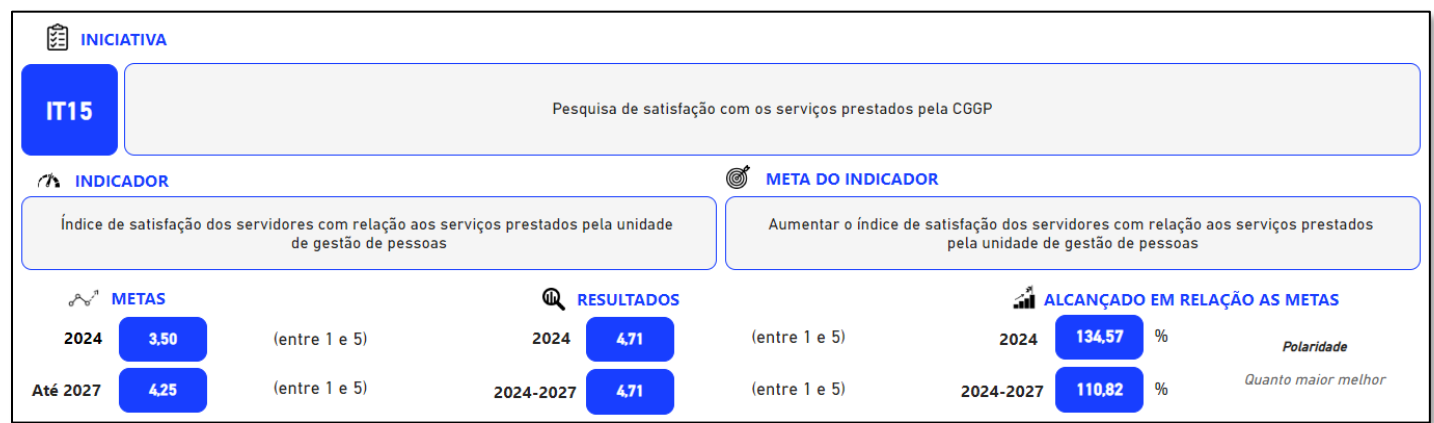 INICIATIVA
IT15
Pesquisa de satisfação com os serviços prestados pela CGGP
INDICADOR
META DO INDICADOR
Índice de satisfação dos servidores com relação aos serviços prestados pela unidade
de gestão de pessoas
Aumentar o índice de satisfação dos servidores com relação aos serviços prestados
pela unidade de gestão de pessoas
METAS
RESULTADOS
ALCANÇADO EM RELAÇÃO AS METAS
2024 3,50 (entre 1 e 5) 2024 4,71 (entre 1 e 5) 2024 134,57 % Polaridade
Até 2027 4,25 (entre 1 e 5) 2024-2027 4,71 (entre 1 e 5) 2024-2027 110,82 % Quanto maior melhor